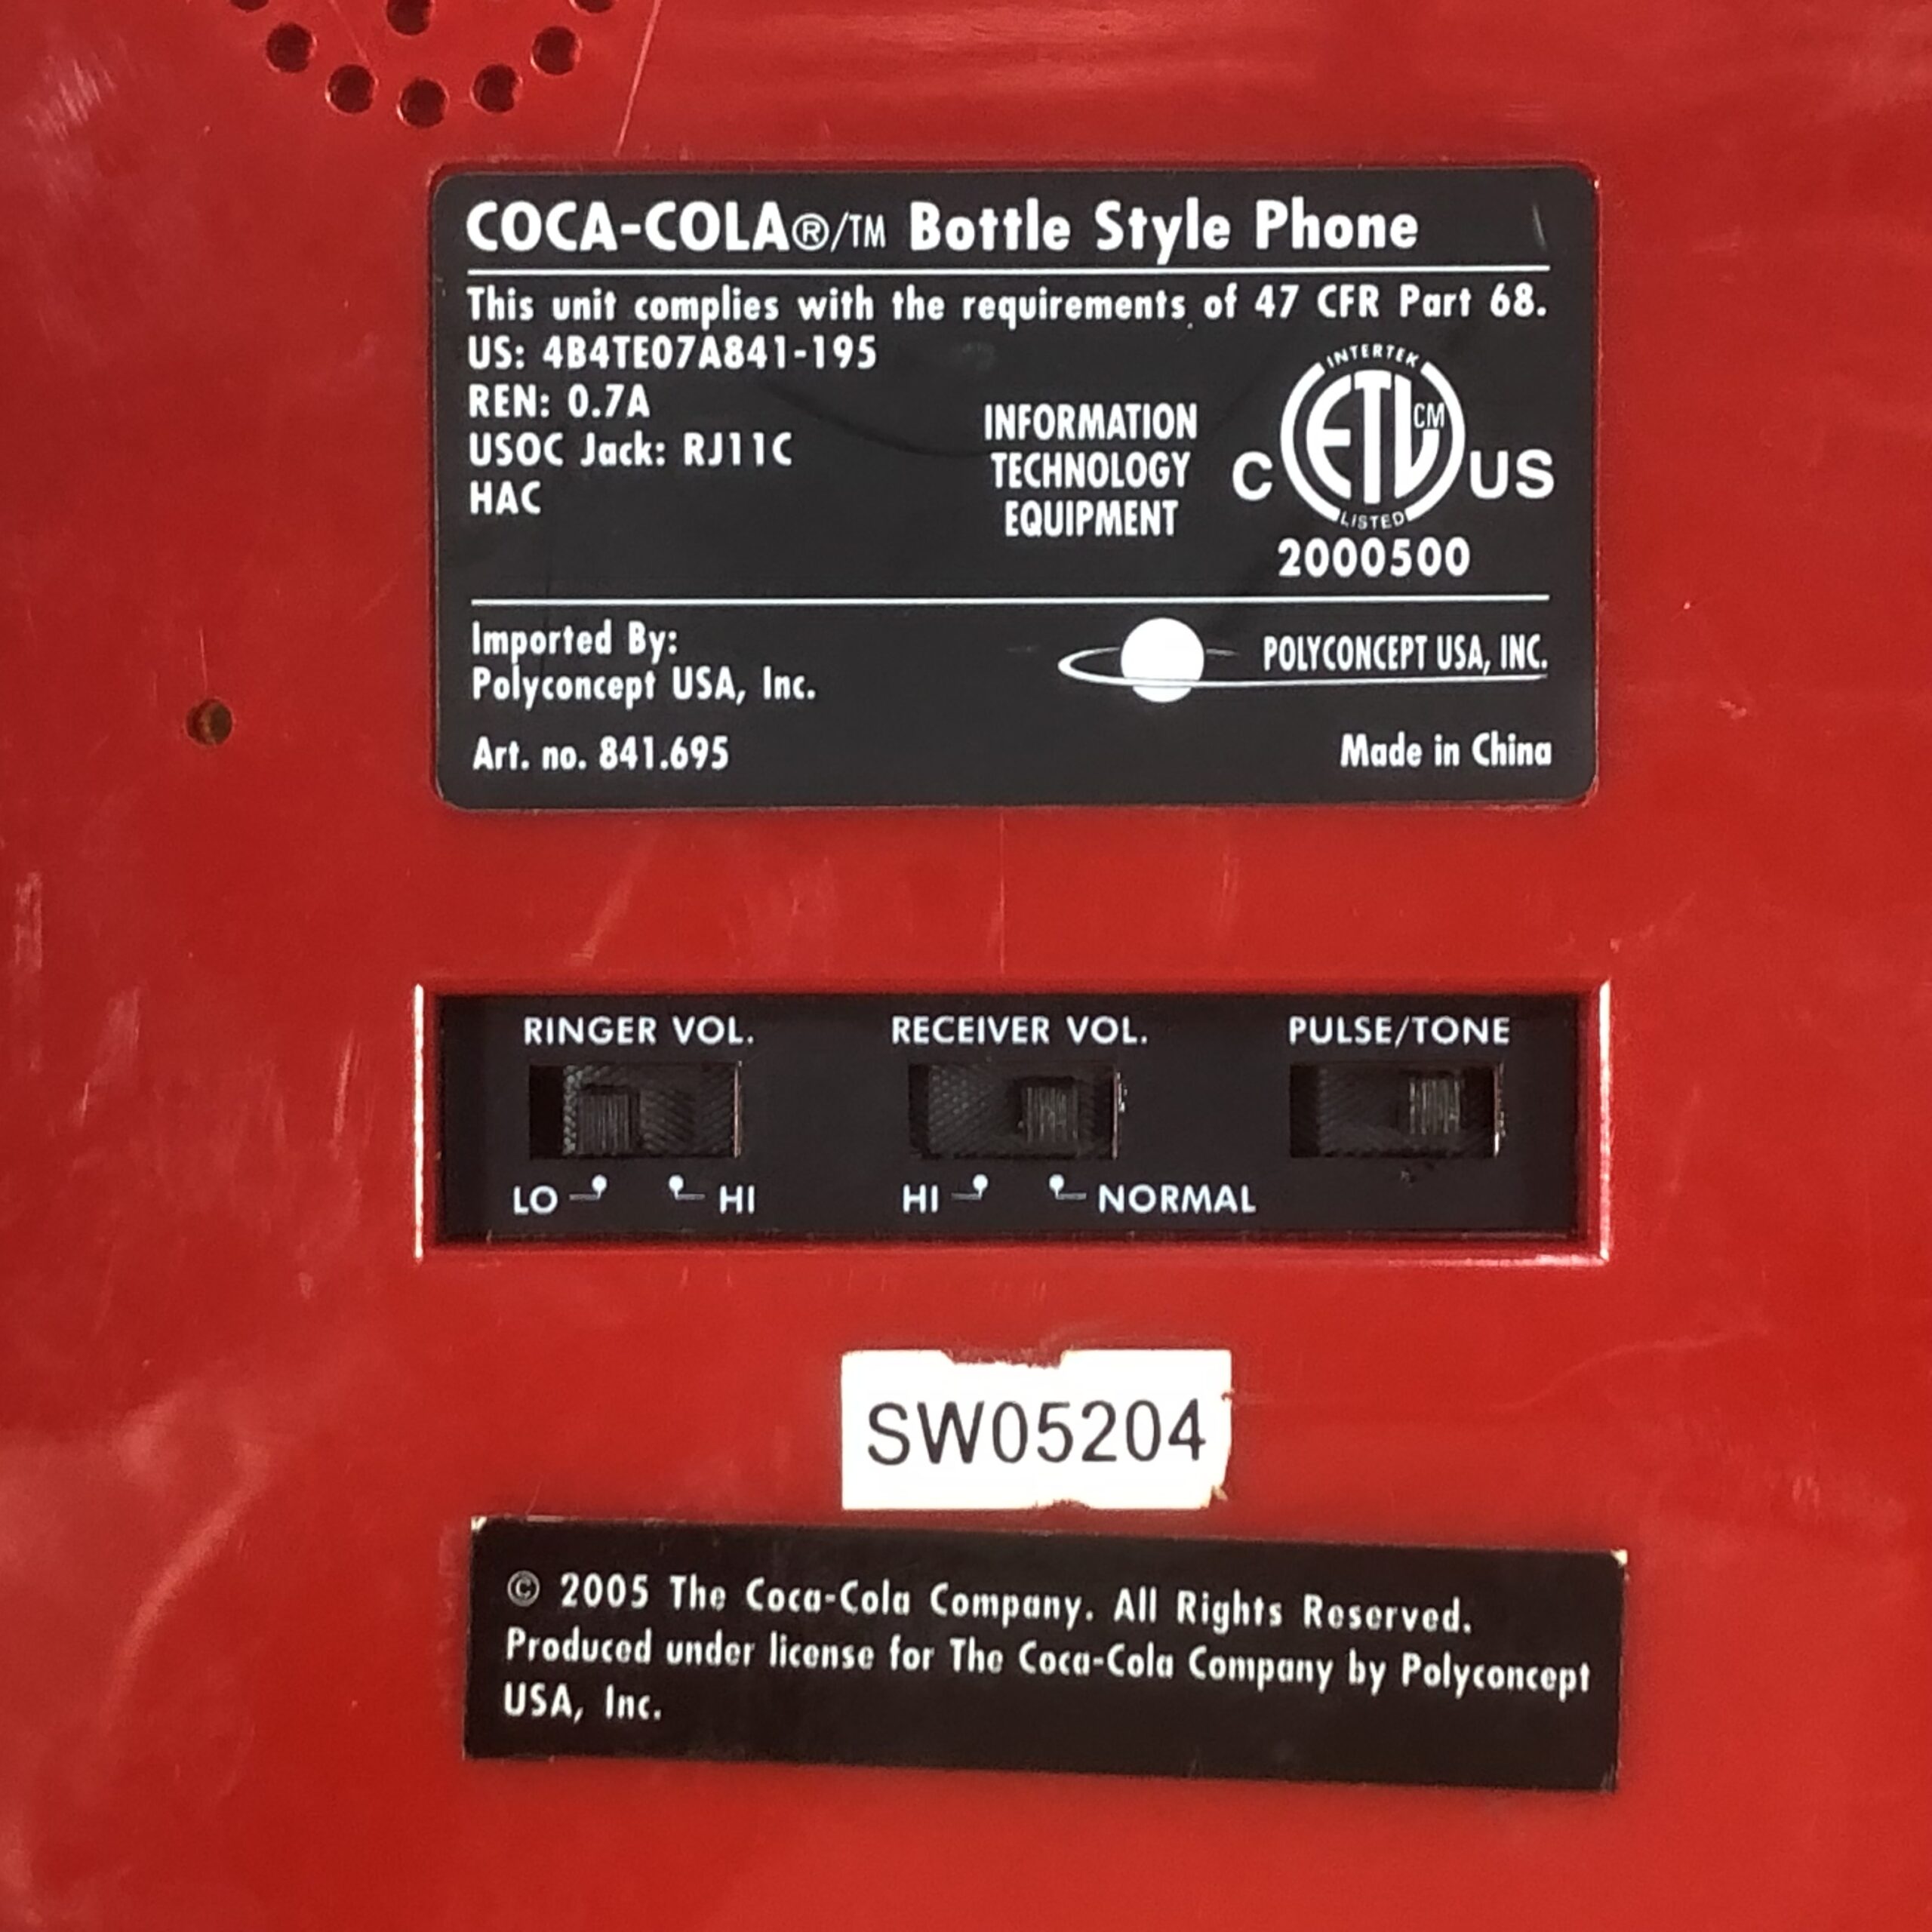 COCA-COLA®/TM Bottle Style Phone
This unit complies with the requirements of 47 CFR Part 68.
US: 4B4TE07A841-195
REN: 0.7A
USOC Jack: RJ11C
HAC
INFORMATION
TECHNOLOGY
EQUIPMENT
INTERTEK
C ETL CM US
LISTED
2000500
Imported By:
Polyconcept USA, Inc.
POLYCONCEPT USA, INC.
Art. no. 841.695
Made in China
RINGER VOL. RECEIVER VOL. PULSE/TONE
LO HI HI NORMAL
SW05204
© 2005 The Coca-Cola Company. All Rights Reserved.
Produced under license for The Coca-Cola Company by Polyconcept
USA, Inc.